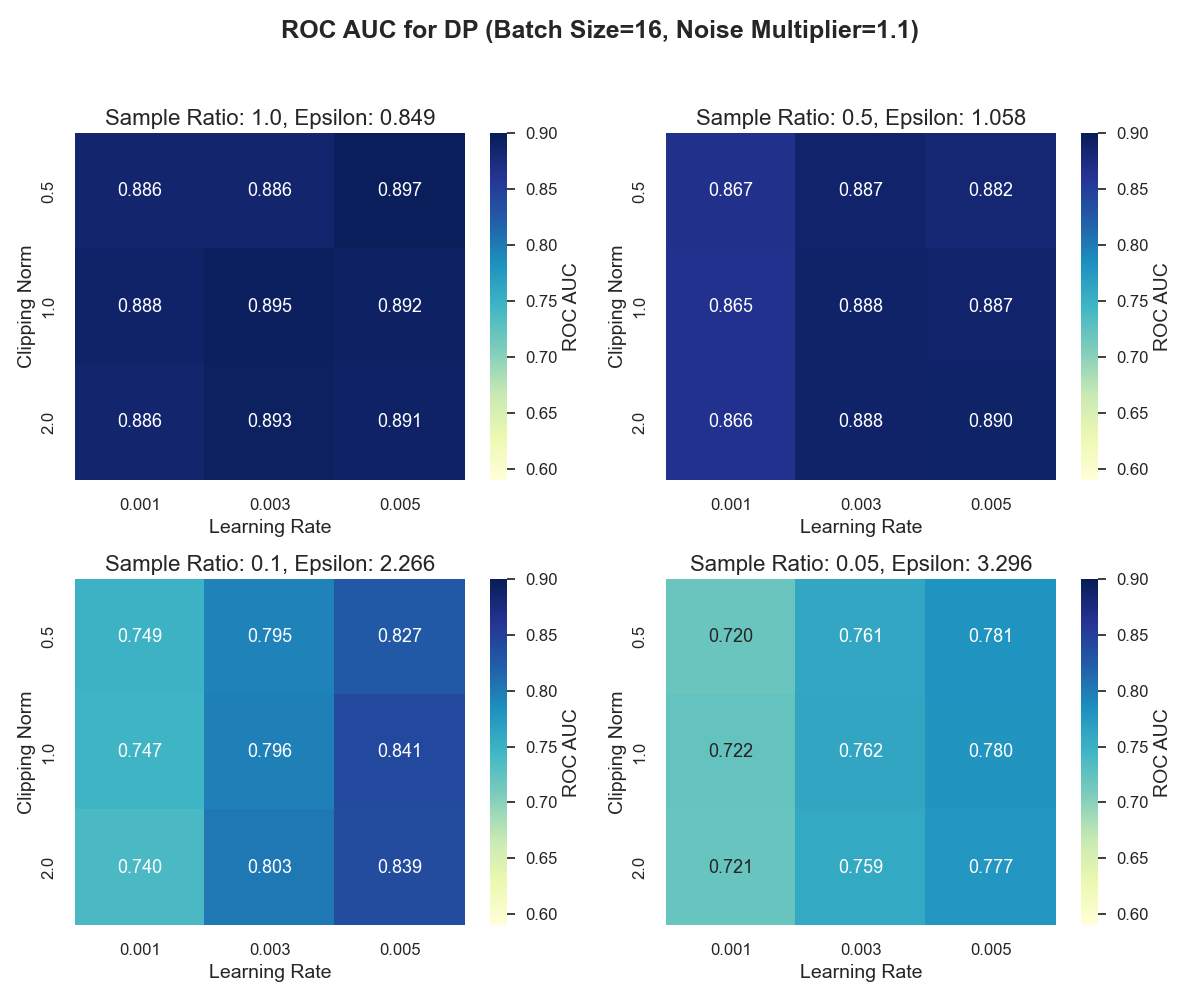 ROC AUC for DP (Batch Size=16, Noise Multiplier=1.1)
Sample Ratio: 1.0, Epsilon: 0.849
Clipping Norm
0.5
0.886 0.886 0.897
1.0
0.888 0.895 0.892
2.0
0.886 0.893 0.891
0.001 0.003 0.005
Learning Rate
0.90
0.85
0.80
0.75
0.70
0.65
0.60
ROC AUC
Sample Ratio: 0.5, Epsilon: 1.058
Clipping Norm
0.5
0.867 0.887 0.882
1.0
0.865 0.888 0.887
2.0
0.866 0.888 0.890
0.001 0.003 0.005
Learning Rate
0.90
0.85
0.80
0.75
0.70
0.65
0.60
ROC AUC
Sample Ratio: 0.1, Epsilon: 2.266
Clipping Norm
0.5
0.749 0.795 0.827
1.0
0.747 0.796 0.841
2.0
0.740 0.803 0.839
0.001 0.003 0.005
Learning Rate
0.90
0.85
0.80
0.75
0.70
0.65
0.60
ROC AUC
Sample Ratio: 0.05, Epsilon: 3.296
Clipping Norm
0.5
0.720 0.761 0.781
1.0
0.722 0.762 0.780
2.0
0.721 0.759 0.777
0.001 0.003 0.005
Learning Rate
0.90
0.85
0.80
0.75
0.70
0.65
0.60
ROC AUC